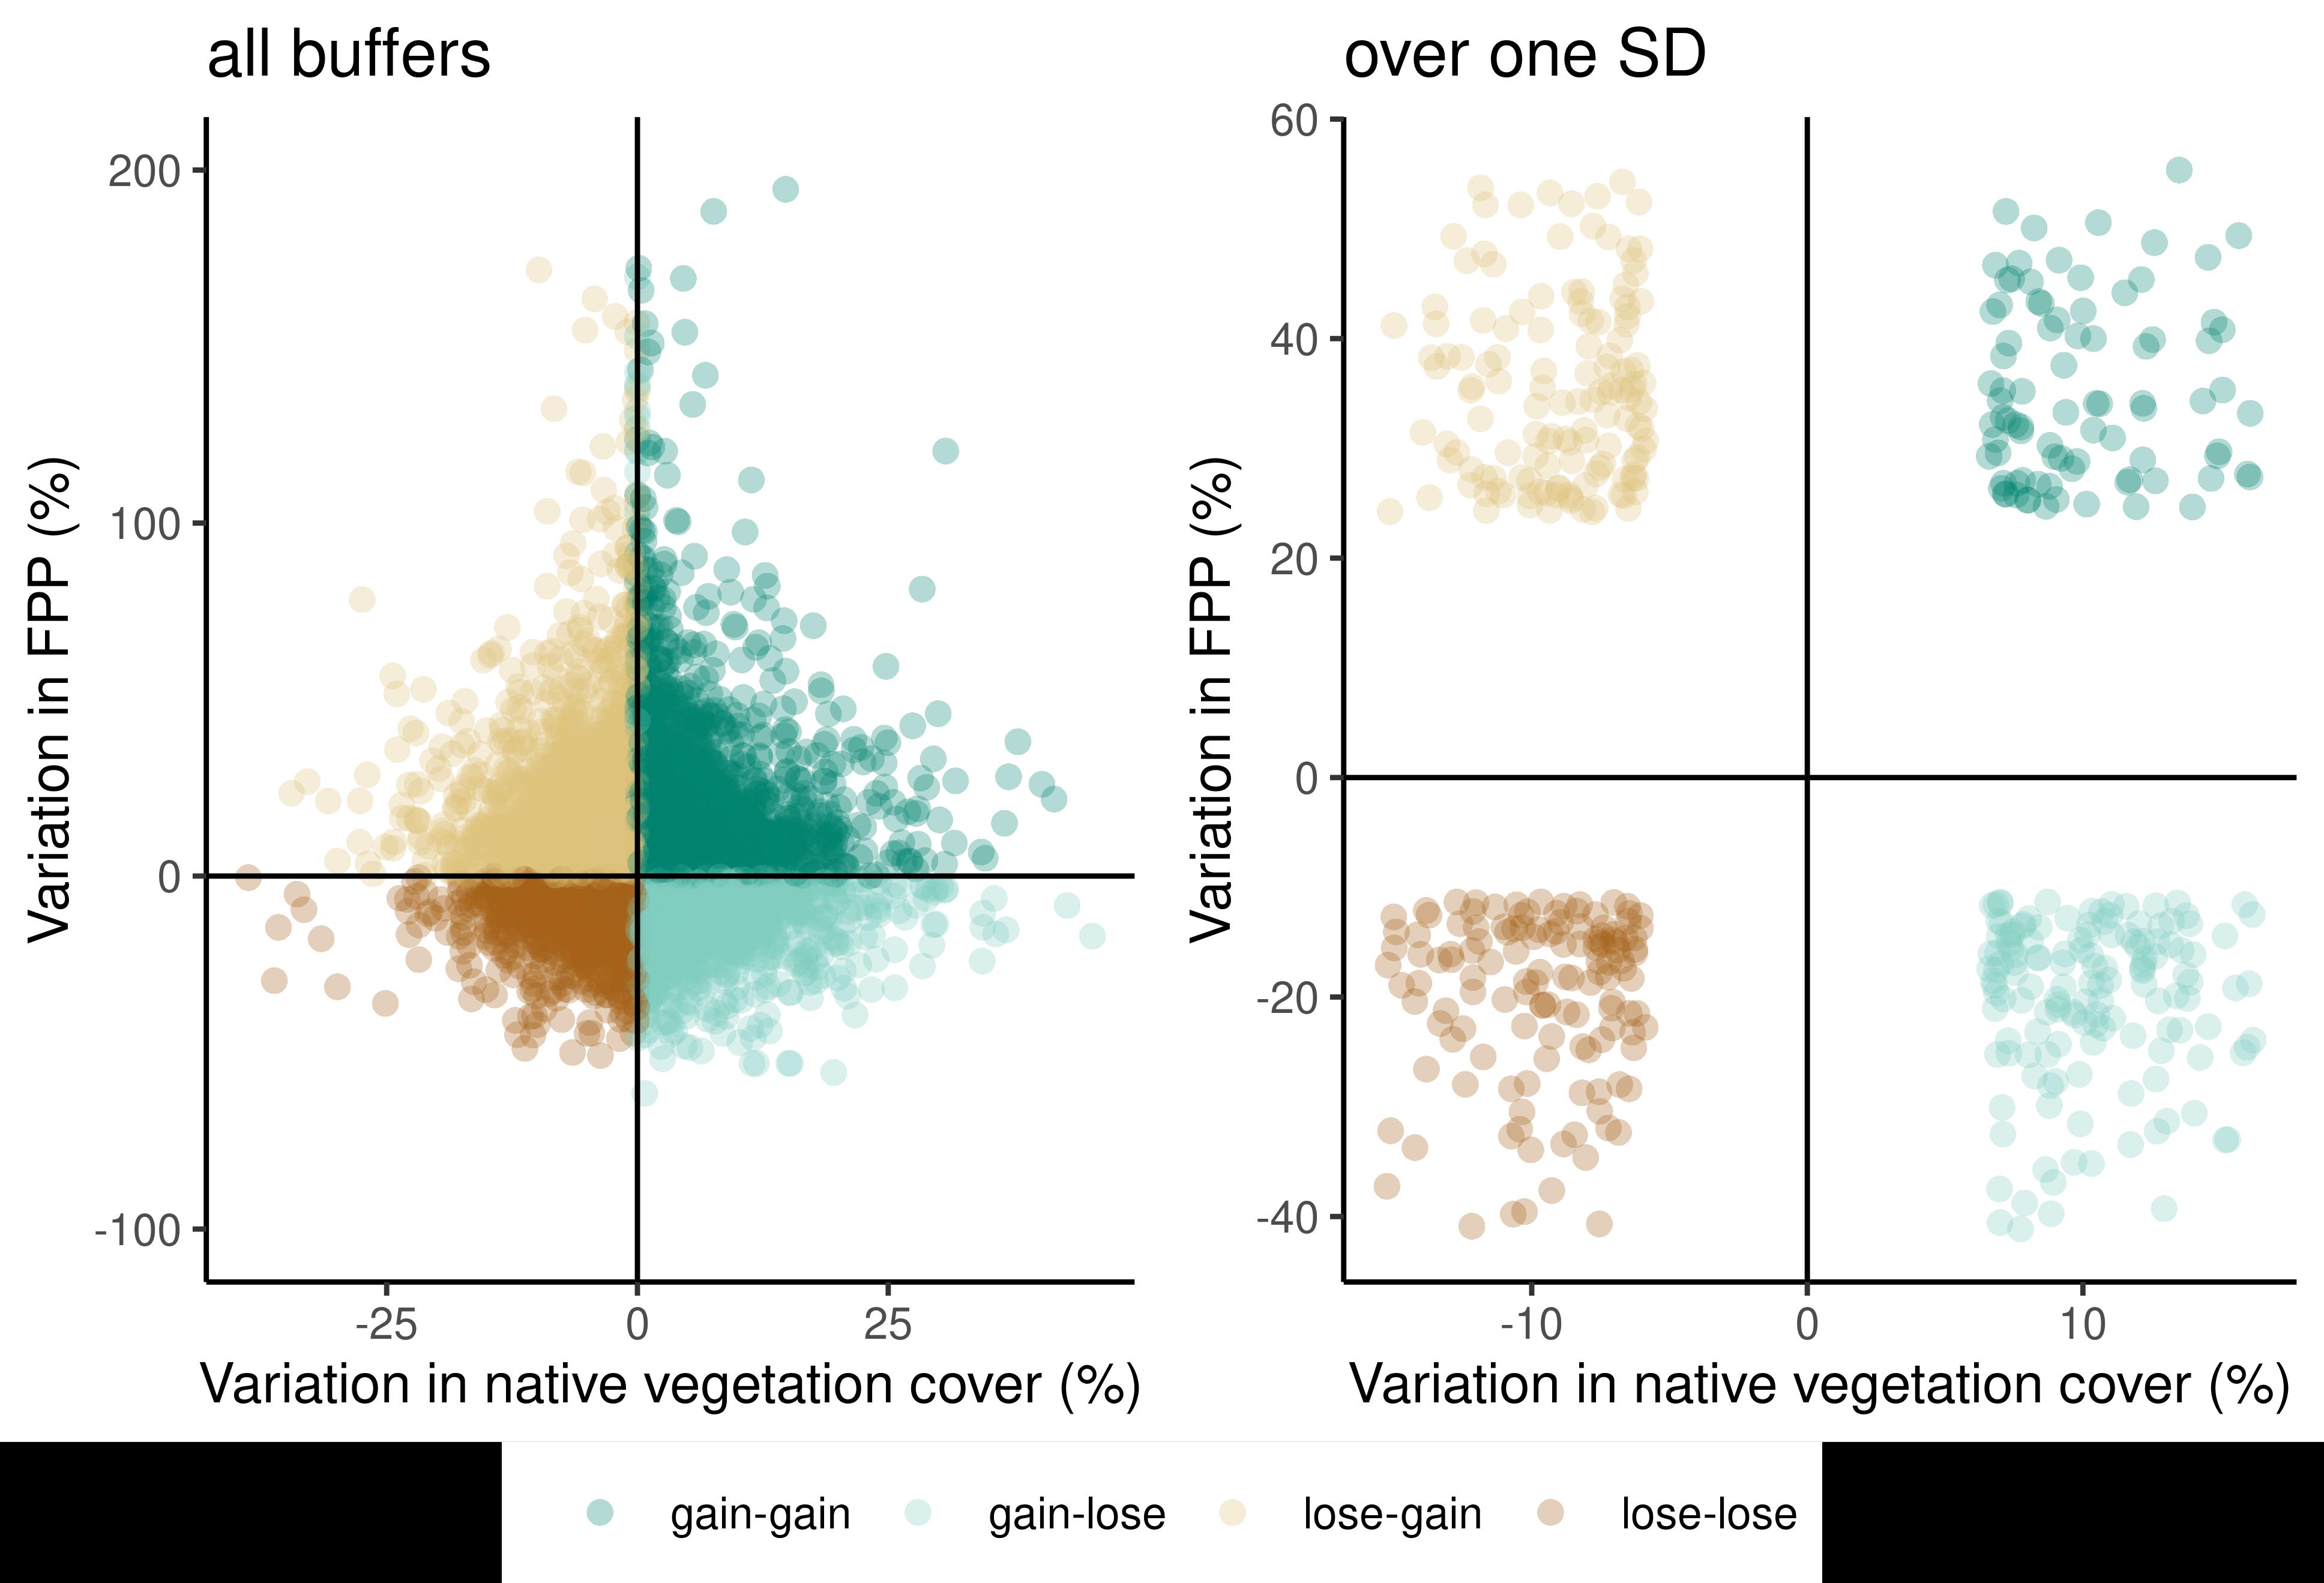 all buffers
200
100
0
-100
-25
0
25
Variation in FPP (%)
Variation in native vegetation cover (%)
over one SD
60
40
20
0
-20
-40
-10
0
10
Variation in FPP (%)
Variation in native vegetation cover (%)
gain-gain gain-lose lose-gain lose-lose